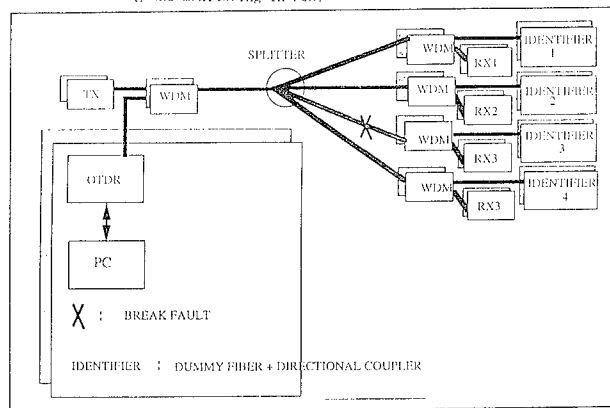 SPLITTER
TX
WDM
WDM
RX1
IDENTIFIER
1
WDM
RX2
IDENTIFIER
2
WDM
RX3
IDENTIFIER
3
WDM
RX3
IDENTIFIER
4
OTDR
PC
X : BREAK FAULT
IDENTIFIER : DUMMY FIBER + DIRECTIONAL COUPLER